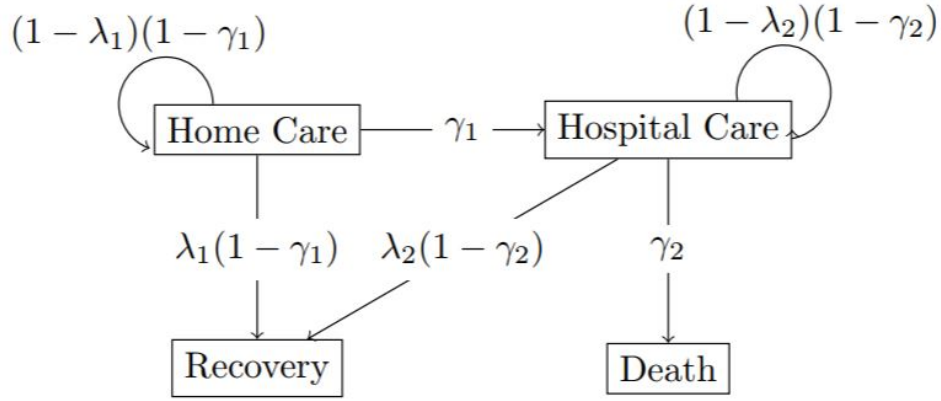 (1 − λ₁)(1 − γ₁)
(1 − λ₂)(1 − γ₂)
Home Care
γ₁
Hospital Care
λ₁(1 − γ₁)
λ₂(1 − γ₂)
γ₂
Recovery
Death